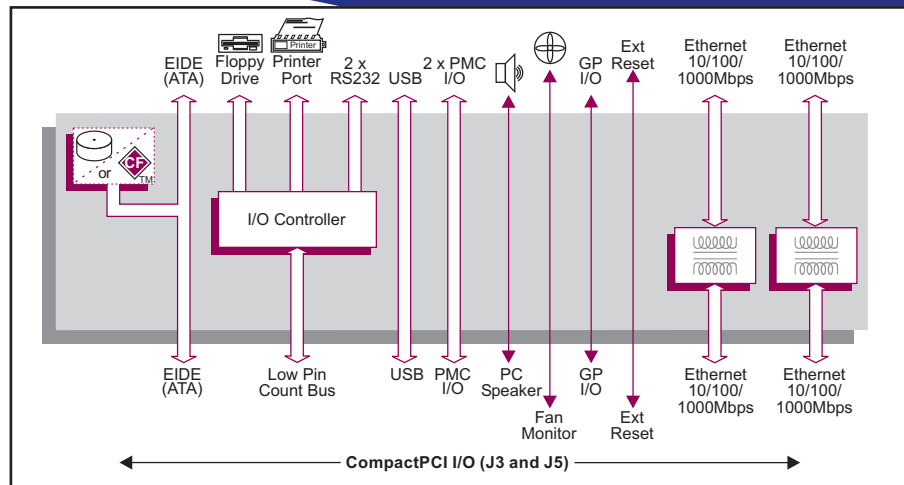 EIDE
(ATA)
Floppy
Drive
Printer
Printer
Port
2 x
RS232
USB
2 x PMC
I/O
GP
I/O
Ext
Reset
Ethernet
10/100/
1000Mbps
Ethernet
10/100/
1000Mbps
or
CF
TM
I/O Controller
EIDE
(ATA)
Low Pin
Count Bus
USB
PMC
I/O
PC
Speaker
Fan
Monitor
GP
I/O
Ext
Reset
Ethernet
10/100/
1000Mbps
Ethernet
10/100/
1000Mbps
CompactPCI I/O (J3 and J5)